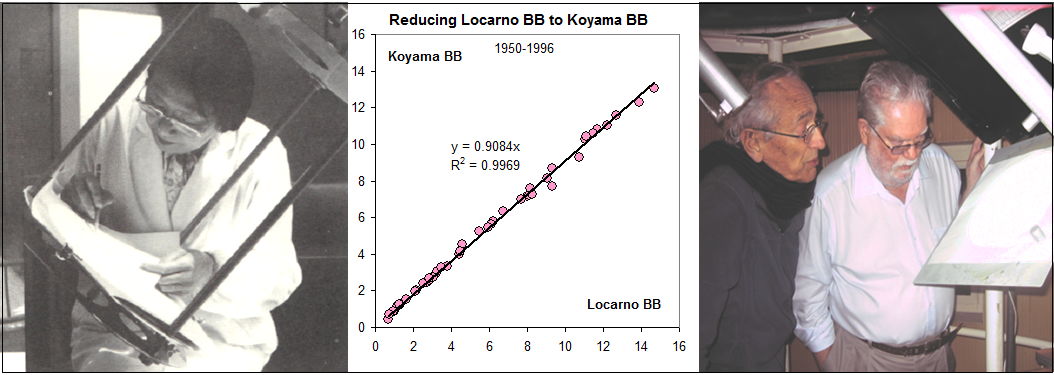 Reducing Locarno BB to Koyama BB
16
14
12
10
8
6
4
2
0
Koyama BB
1950-1996
y = 0.9084x
R² = 0.9969
Locarno BB
0 2 4 6 8 10 12 14 16